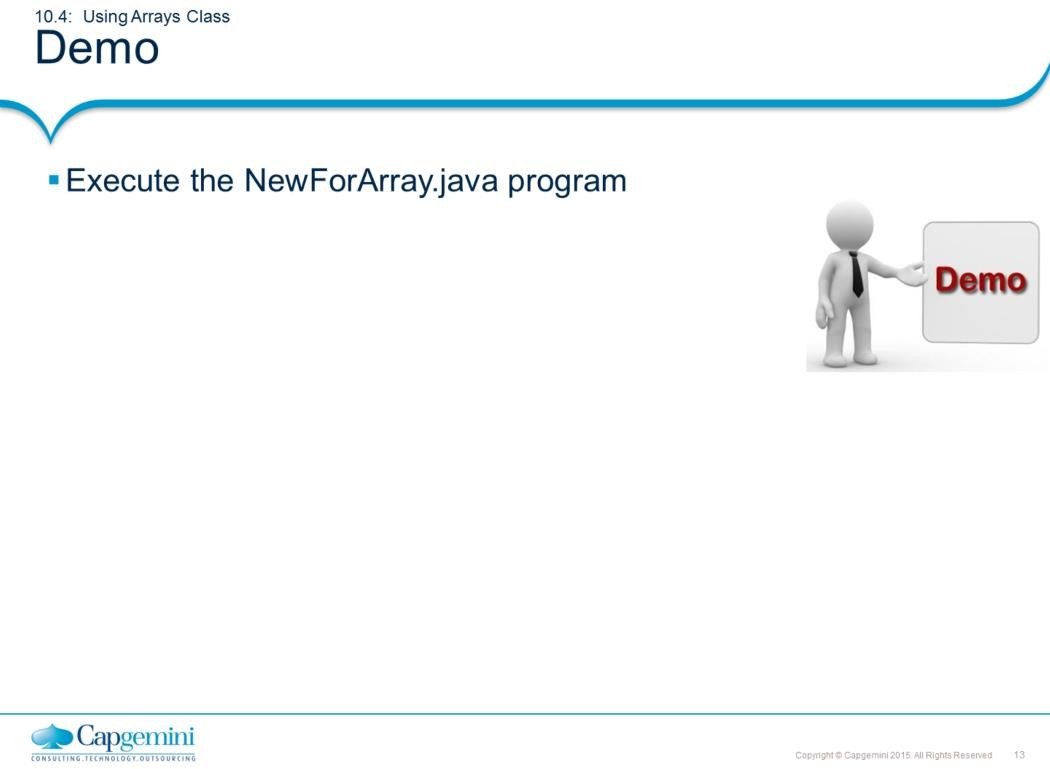 10.4: Using Arrays Class
Demo
Execute the NewForArray.java program
Demo
Capgemini
CONSULTING.TECHNOLOGY.OUTSOURCING
Copyright © Capgemini 2015. All Rights Reserved 13